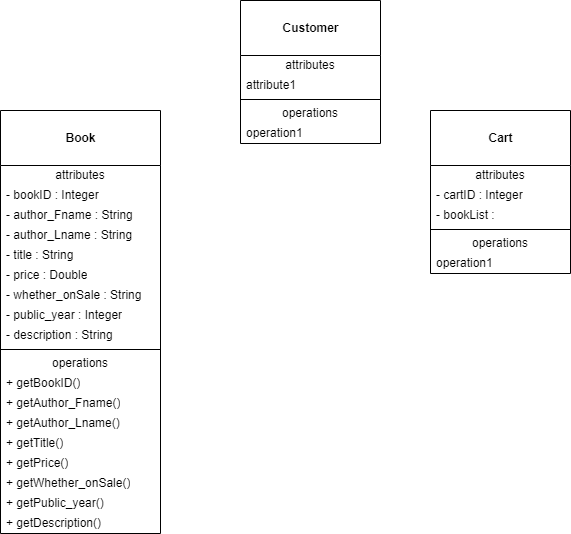 Customer
attributes
attribute1
operations
operation1
Book
attributes
- bookID : Integer
- author_Fname : String
- author_Lname : String
- title : String
- price : Double
- whether_onSale : String
- public_year : Integer
- description : String
operations
+ getBookID()
+ getAuthor_Fname()
+ getAuthor_Lname()
+ getTitle()
+ getPrice()
+ getWhether_onSale()
+ getPublic_year()
+ getDescription()
Cart
attributes
- cartID : Integer
- bookList :
operations
operation1